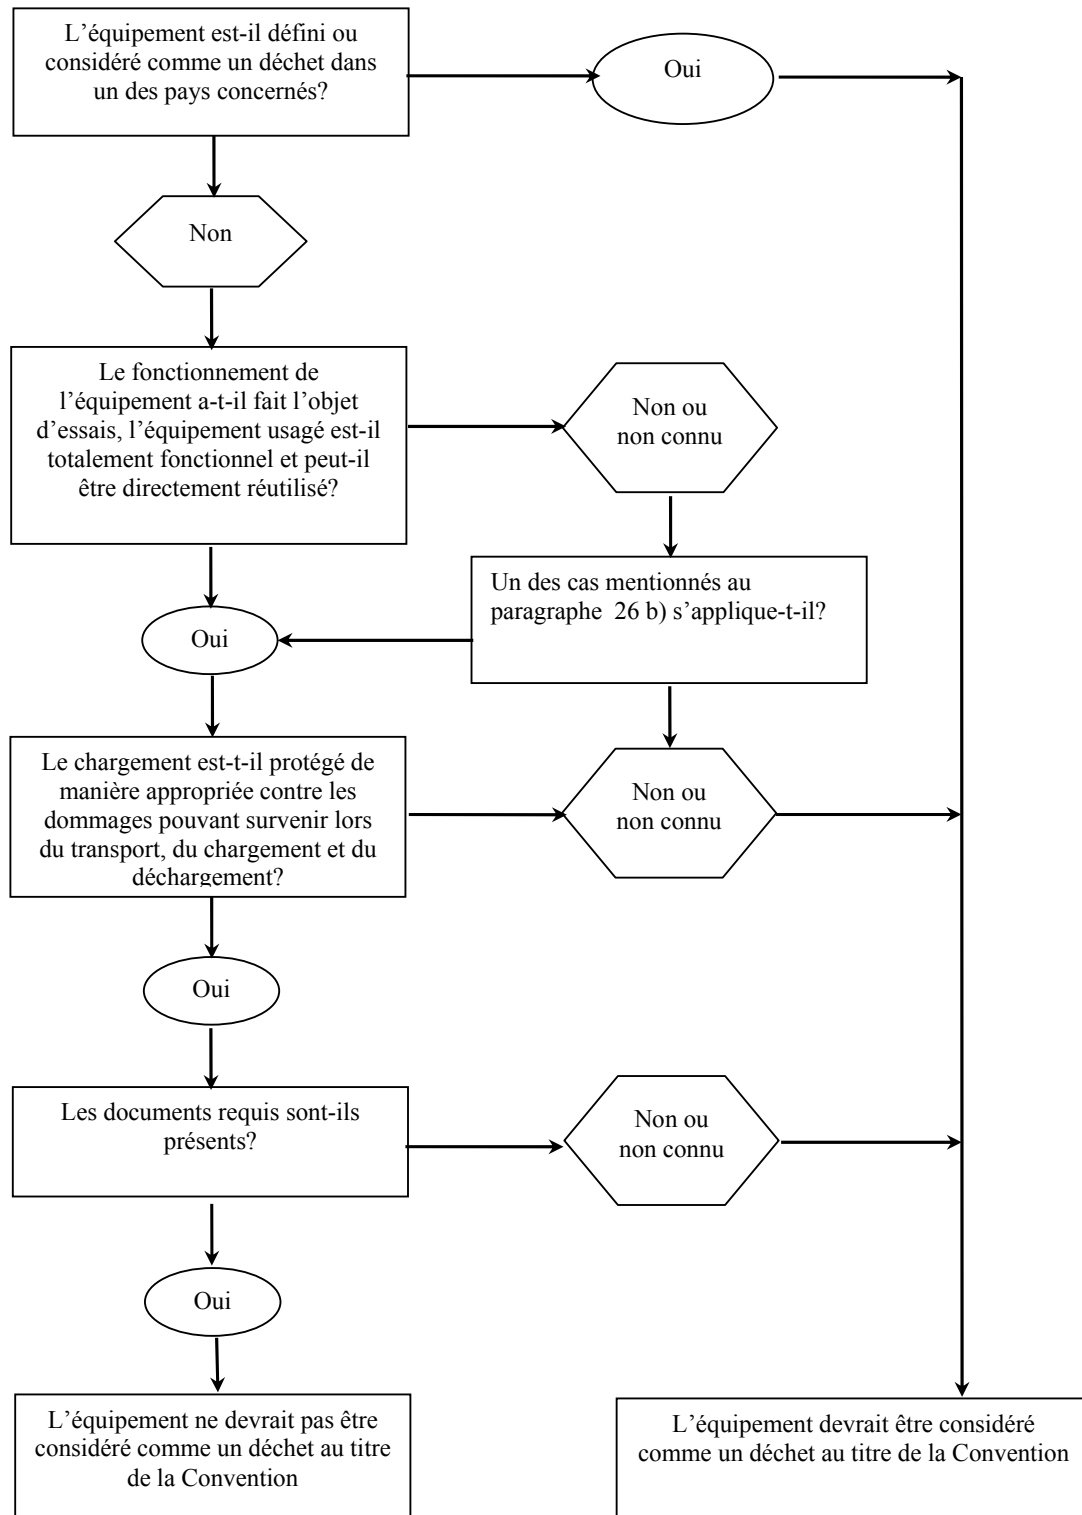 L’équipement est-il défini ou
considéré comme un déchet dans
un des pays concernés?
Oui
Non
Le fonctionnement de
l’équipement a-t-il fait l’objet
d’essais, l’équipement usagé est-il
totalement fonctionnel et peut-il
être directement réutilisé?
Non ou
non connu
Un des cas mentionnés au
paragraphe 26 b) s’applique-t-il?
Oui
Le chargement est-t-il protégé de
manière appropriée contre les
dommages pouvant survenir lors
du transport, du chargement et du
déchargement?
Non ou
non connu
Oui
Les documents requis sont-ils
présents?
Non ou
non connu
Oui
L’équipement ne devrait pas être
considéré comme un déchet au titre
de la Convention
L’équipement devrait être considéré
comme un déchet au titre de la Convention